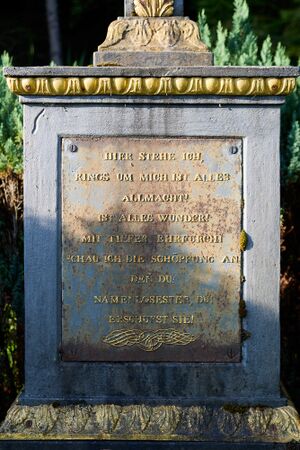 HIER STEHE ICH,
RINGS UM MICH IST ALLES
ALLMACHT!
IST ALLES WUNDER!
MIT TIEFER EHRFURCHT
SCHAU ICH DIE SCHÖPFUNG AN
DEN DU,
NAMENLOSESTER DU
ERSCHUFST SIE!